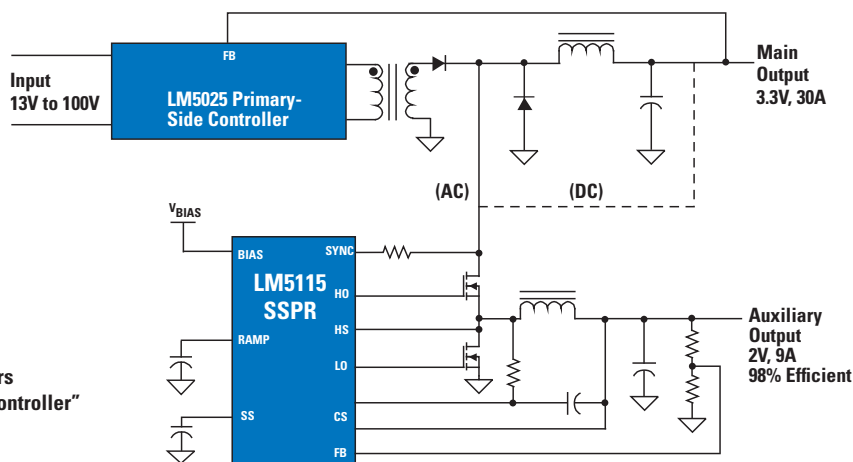 FB
Input
13V to 100V
LM5025 Primary-
Side Controller
Main
Output
3.3V, 30A
(AC)
(DC)
VBIAS
BIAS
SYNC
LM5115
SSPR
HO
HS
RAMP
LO
SS
CS
FB
Auxiliary
Output
2V, 9A
98% Efficient
rs
ontroller”